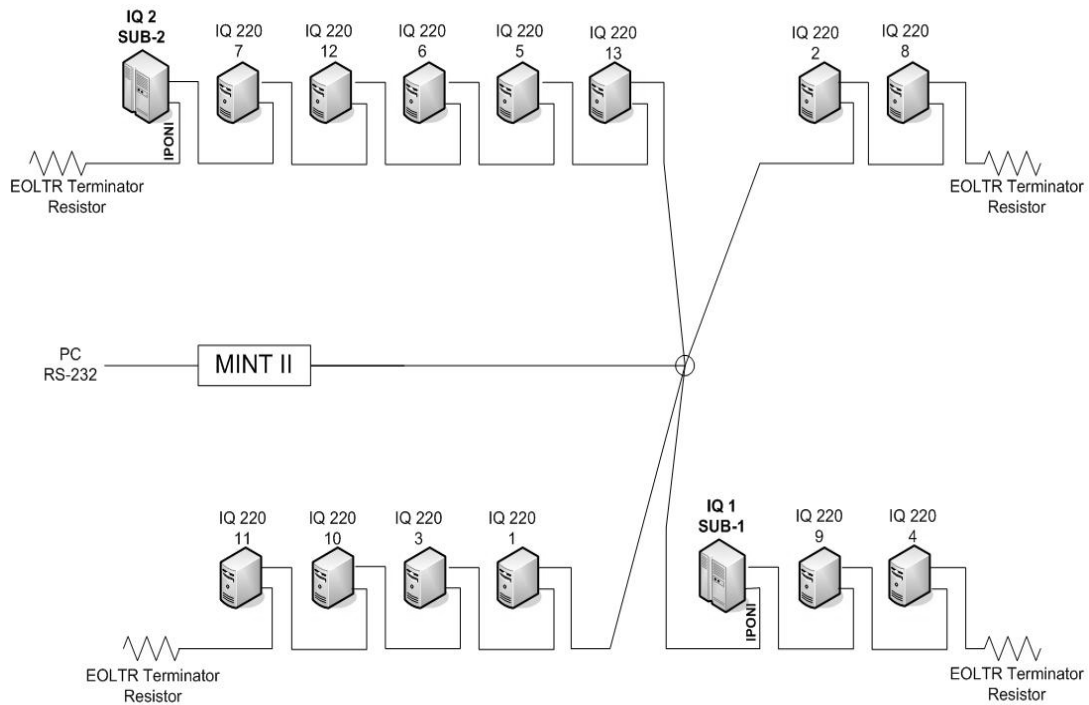 IQ 2
SUB-2
IQ 220
7
IQ 220
12
IQ 220
6
IQ 220
5
IQ 220
13
IQ 220
2
IQ 220
8
IPONI
EOLTR Terminator
Resistor
EOLTR Terminator
Resistor
PC
RS-232
MINT II
IQ 220
11
IQ 220
10
IQ 220
3
IQ 220
1
IQ 1
SUB-1
IQ 220
9
IQ 220
4
IPONI
EOLTR Terminator
Resistor
EOLTR Terminator
Resistor